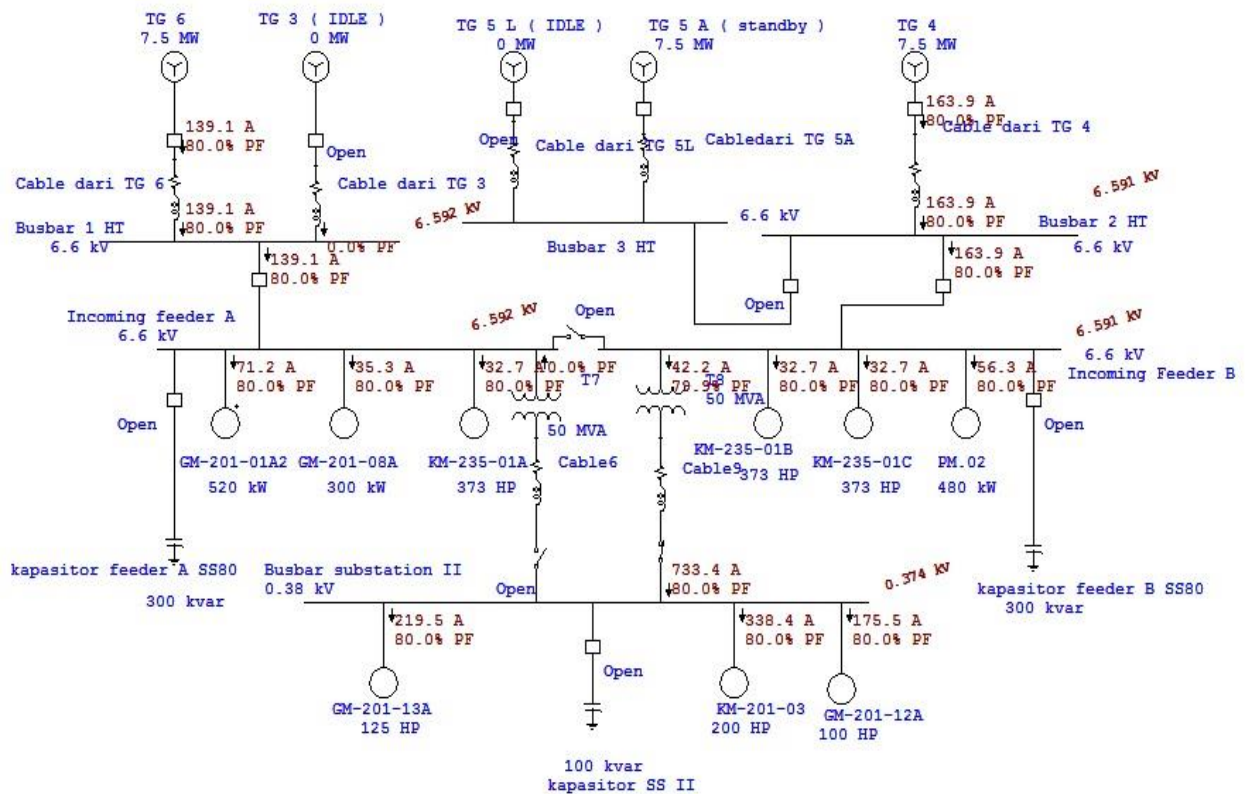 TG 6
7.5 MW
TG 3 ( IDLE )
0 MW
TG 5 L ( IDLE )
0 MW
TG 5 A ( standby )
7.5 MW
TG 4
7.5 MW
139.1 A
80.0% PF
Open
Open
163.9 A
80.0% PF
Cable dari TG 6
Cable dari TG 3
Cable dari TG 5L
Cabledari TG 5A
Cable dari TG 4
139.1 A
80.0% PF
0.0% PF
6.592 kV
6.6 kV
163.9 A
80.0% PF
6.591 kV
Busbar 1 HT
6.6 kV
Busbar 3 HT
Busbar 2 HT
6.6 kV
139.1 A
80.0% PF
Open
163.9 A
80.0% PF
Incoming feeder A
6.6 kV
6.592 kV
Open
6.591 kV
6.6 kV
Incoming Feeder B
71.2 A
80.0% PF
35.3 A
80.0% PF
32.7 A
80.0% PF
0.0% PF
T7
50 MVA
42.2 A
79.9% PF
T8
50 MVA
32.7 A
80.0% PF
32.7 A
80.0% PF
56.3 A
80.0% PF
Open
Open
GM-201-01A2
520 kW
GM-201-08A
300 kW
KM-235-01A
373 HP
Cable6
Cable9
KM-235-01B
373 HP
KM-235-01C
373 HP
PM.02
480 kW
kapasitor feeder A SS80
300 kvar
Busbar substation II
0.38 kV
Open
733.4 A
80.0% PF
0.374 kV
kapasitor feeder B SS80
300 kvar
219.5 A
80.0% PF
Open
338.4 A
80.0% PF
175.5 A
80.0% PF
GM-201-13A
125 HP
KM-201-03
200 HP
GM-201-12A
100 HP
100 kvar
kapasitor SS II